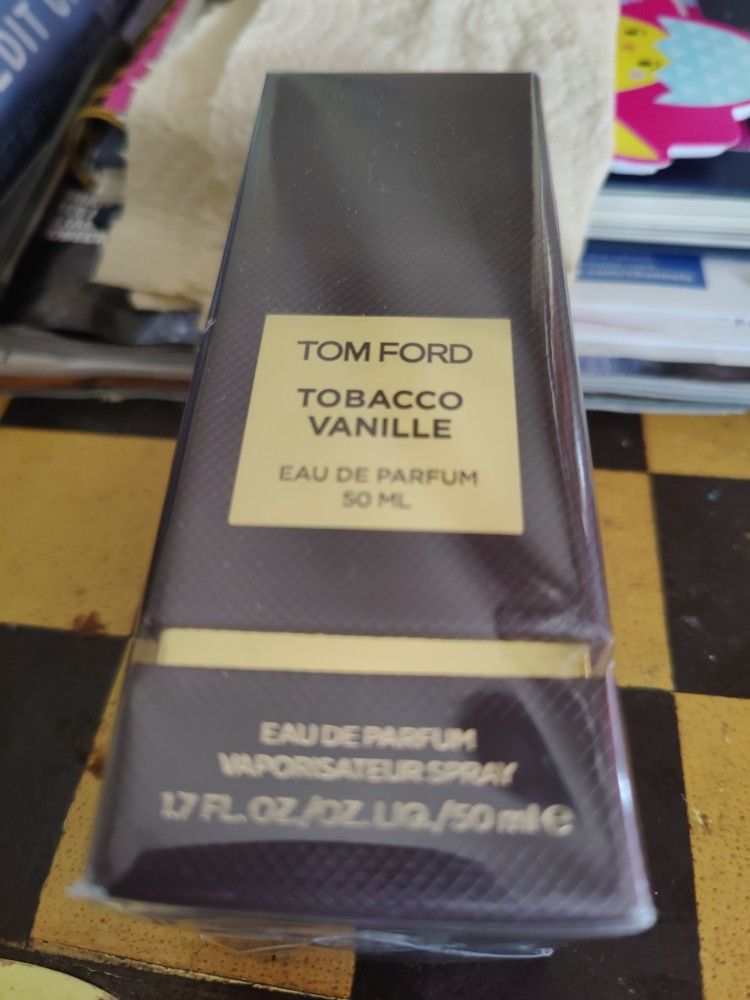 EDIT
TOM FORD
TOBACCO
VANILLE
EAU DE PARFUM
50 ML
EAU DE PARFUM
VAPORISATEUR SPRAY
1.7 FL. OZ./OZ. LIQ./50 ml e